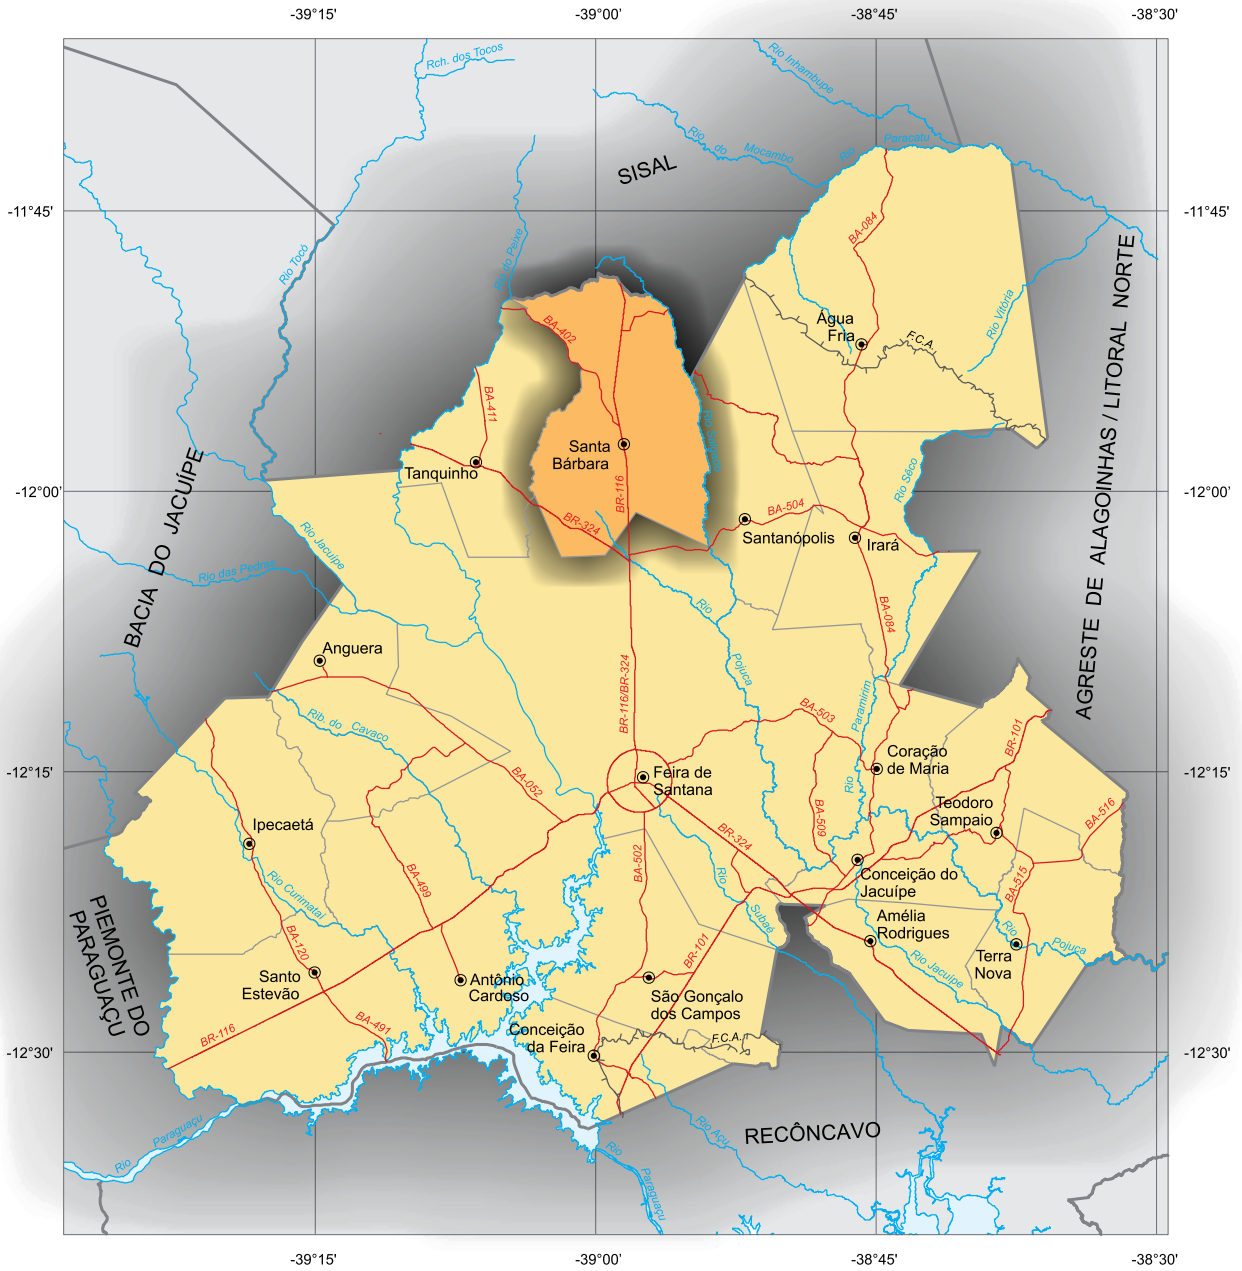 -39°15'
-39°00'
-38°45'
-38°30'
Rch. dos Tocos
Rio Inhambupe
Rio do Mocambo
Rio Paracatu
SISAL
-11°45'
-11°45'
BA-084
Rio Tocó
Rio do Peixe
Rio Vitória
AGRESTE DE ALAGOINHAS / LITORAL NORTE
Água
Fria
F.C.A.
BA-402
BA-411
Santa
Bárbara
Tanquinho
Rio Sêco
BACIA DO JACUÍPE
-12°00'
-12°00'
BR-116
BR-324
BA-504
Santanópolis
Irará
Rio Jacuípe
Rio das Pedras
Rio
Pojuca
BA-084
Anguera
BR-116/BR-324
Rio Paramirim
Rib. do Cavaco
BA-503
BR-101
Coração
de Maria
-12°15'
-12°15'
Feira de
Santana
BA-052
Teodoro
Sampaio
BA-509
BA-516
Ipecaetá
BR-324
BA-502
BA-499
Conceição do
Jacuípe
BA-515
Rio Curimataí
Rio Subaé
Amélia
Rodrigues
PIEMONTE DO
PARAGUAÇU
BA-120
BR-101
Rio Pojuca
Terra
Nova
Rio Jacuípe
Santo
Estevão
Antônio
Cardoso
São Gonçalo
dos Campos
BR-116
BA-491
Conceição
da Feira
F.C.A.
-12°30'
-12°30'
Rio Paraguaçu
Rio Açu
RECÔNCAVO
Rio Paraguaçu
-39°15'
-39°00'
-38°45'
-38°30'